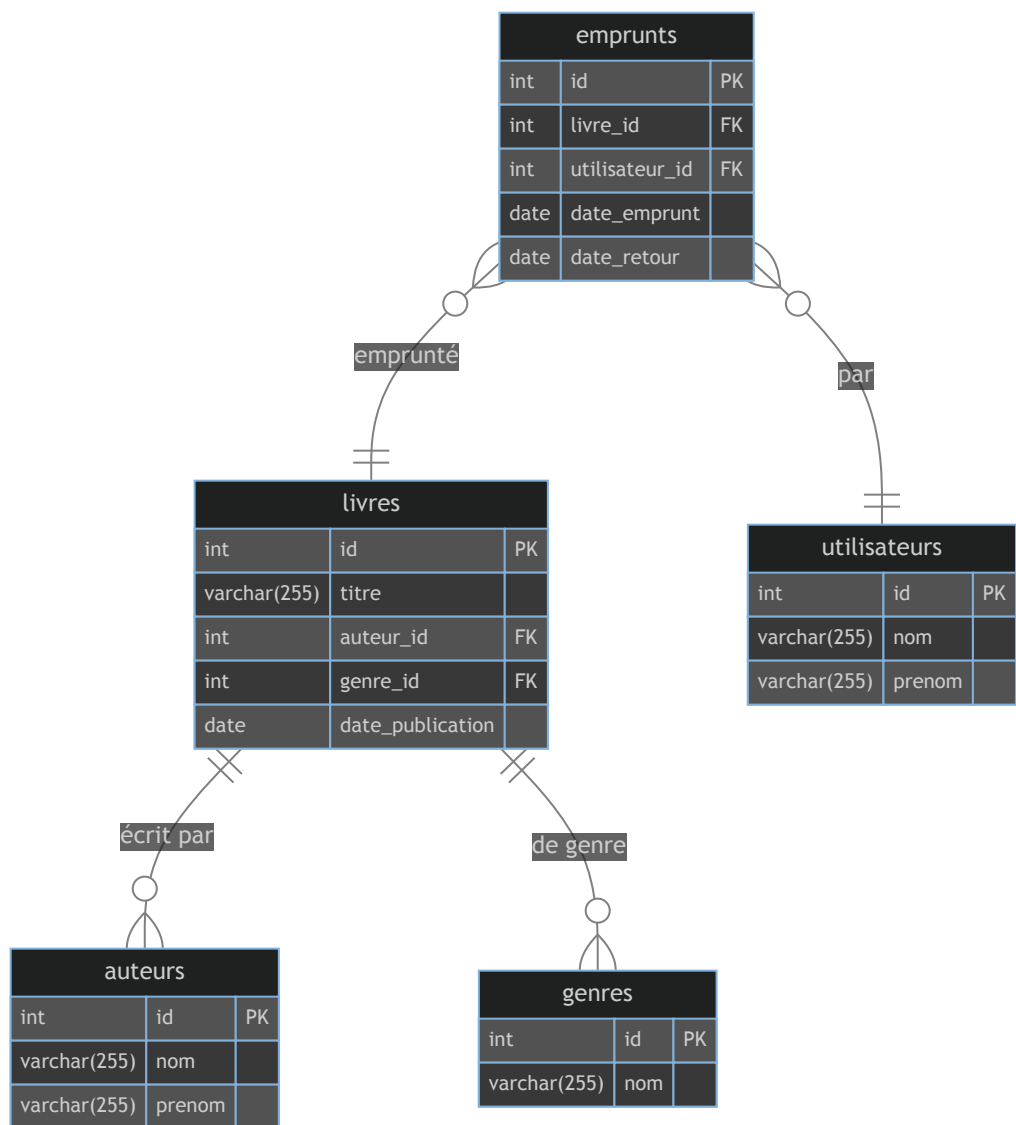 emprunts
int id PK
int livre_id FK
int utilisateur_id FK
date date_emprunt
date date_retour
emprunté
par
livres
int id PK
varchar(255) titre
int auteur_id FK
int genre_id FK
date date_publication
utilisateurs
int id PK
varchar(255) nom
varchar(255) prenom
écrit par
de genre
auteurs
int id PK
varchar(255) nom
varchar(255) prenom
genres
int id PK
varchar(255) nom